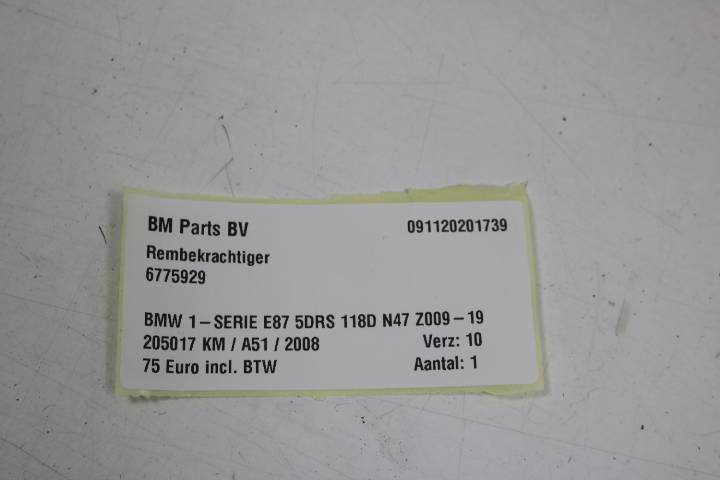 BM Parts BV 091120201739
Rembekrachtiger
6775929
BMW 1-SERIE E87 5DRS 118D N47 Z009-19
205017 KM / A51 / 2008 Verz: 10
75 Euro incl. BTW Aantal: 1